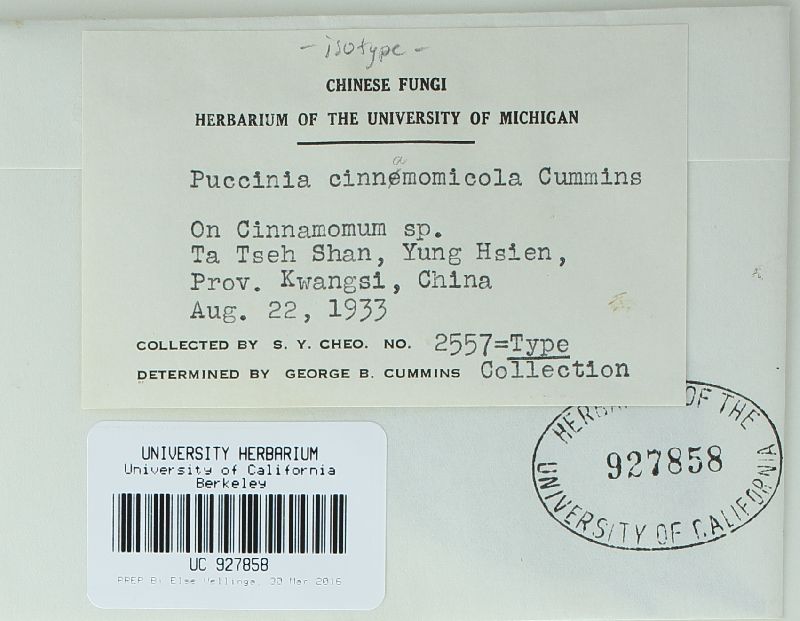 - isotype -
CHINESE FUNGI
HERBARIUM OF THE UNIVERSITY OF MICHIGAN
a
Puccinia cinnemomicola Cummins
On Cinnamomum sp.
Ta Tseh Shan, Yung Hsien,
Prov. Kwangsi, China
Aug. 22, 1933
COLLECTED BY S. Y. CHEO. NO. 2557=Type
DETERMINED BY GEORGE B. CUMMINS Collection
HERBARIUM OF THE
927858
UNIVERSITY OF CALIFORNIA
UNIVERSITY HERBARIUM
University of California
Berkeley
UC 927858
PREP By Else Vellinga, 30 Mar 2016